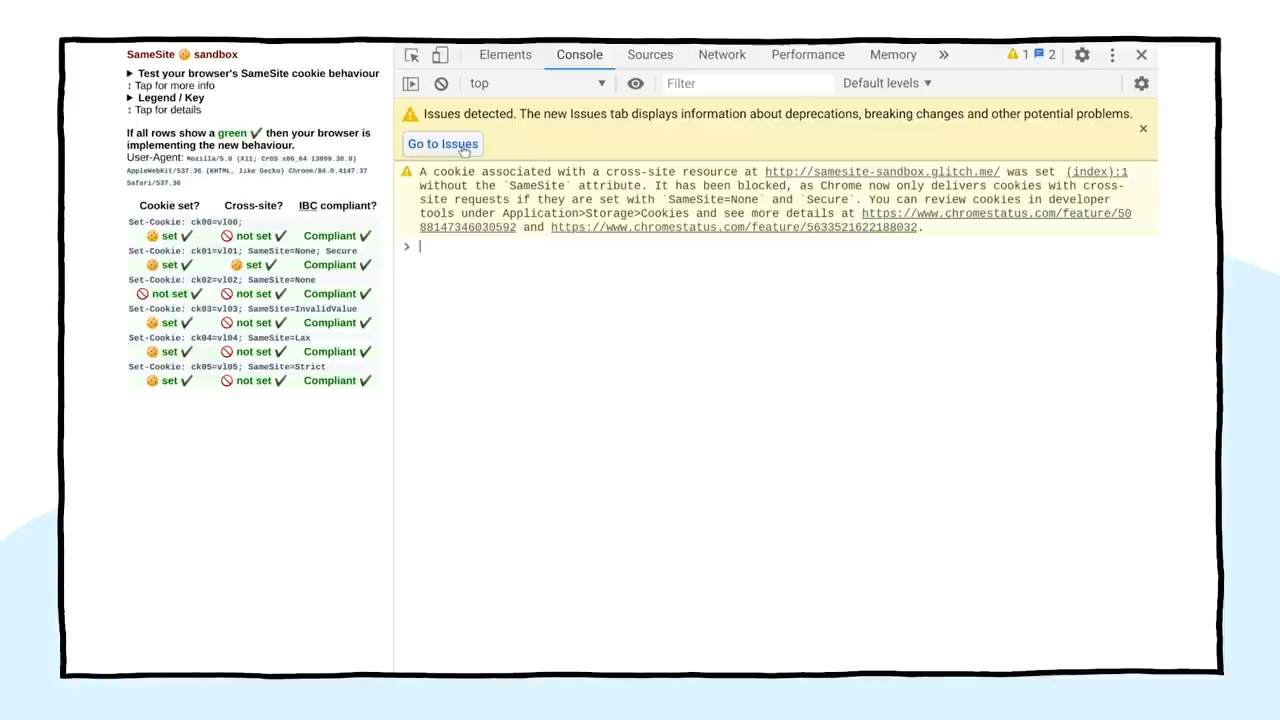 SameSite 🍪 sandbox
▶ Test your browser's SameSite cookie behaviour
↕ Tap for more info
▶ Legend / Key
↕ Tap for details
If all rows show a green ✔ then your browser is
implementing the new behaviour.
User-Agent: Mozilla/5.0 (X11; CrOS x86_64 13099.30.0)
AppleWebKit/537.36 (KHTML, like Gecko) Chrome/84.0.4147.37
Safari/537.36
Cookie set? Cross-site? IBC compliant?
Set-Cookie: ck00=vl00;
🍪 set ✔ 🚫 not set ✔ Compliant ✔
Set-Cookie: ck01=vl01; SameSite=None; Secure
🍪 set ✔ 🍪 set ✔ Compliant ✔
Set-Cookie: ck02=vl02; SameSite=None
🚫 not set ✔ 🚫 not set ✔ Compliant ✔
Set-Cookie: ck03=vl03; SameSite=InvalidValue
🍪 set ✔ 🚫 not set ✔ Compliant ✔
Set-Cookie: ck04=vl04; SameSite=Lax
🍪 set ✔ 🚫 not set ✔ Compliant ✔
Set-Cookie: ck05=vl05; SameSite=Strict
🍪 set ✔ 🚫 not set ✔ Compliant ✔
Elements Console Sources Network Performance Memory » 1 2
top Filter Default levels
Issues detected. The new Issues tab displays information about deprecations, breaking changes and other potential problems.
Go to Issues
A cookie associated with a cross-site resource at http://samesite-sandbox.glitch.me/ was set (index):1
without the `SameSite` attribute. It has been blocked, as Chrome now only delivers cookies with cross-
site requests if they are set with `SameSite=None` and `Secure`. You can review cookies in developer
tools under Application>Storage>Cookies and see more details at https://www.chromestatus.com/feature/50
88147346030592 and https://www.chromestatus.com/feature/5633521622188032.